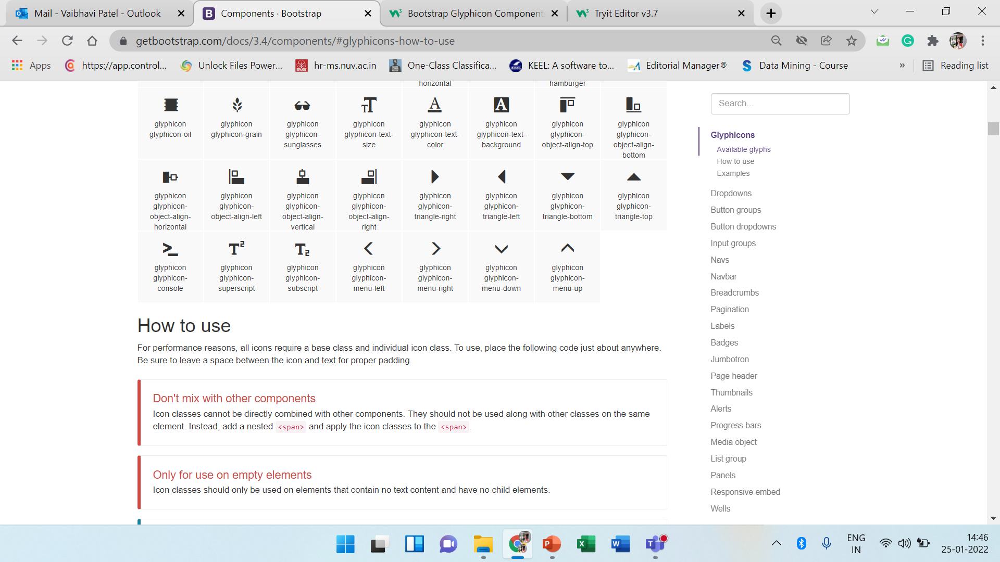 Mail - Vaibhavi Patel - Outlook
Components · Bootstrap
Bootstrap Glyphicon Component
Tryit Editor v3.7
getbootstrap.com/docs/3.4/components/#glyphicons-how-to-use
Apps
https://app.control...
Unlock Files Power...
hr-ms.nuv.ac.in
One-Class Classifica...
KEEL: A software to...
Editorial Manager®
Data Mining - Course
»
Reading list
horizontal
hamburger
glyphicon
glyphicon-oil
glyphicon
glyphicon-grain
glyphicon
glyphicon-
sunglasses
glyphicon
glyphicon-text-
size
glyphicon
glyphicon-text-
color
glyphicon
glyphicon-text-
background
glyphicon
glyphicon-
object-align-top
glyphicon
glyphicon-
object-align-
bottom
glyphicon
glyphicon-
object-align-
horizontal
glyphicon
glyphicon-
object-align-left
glyphicon
glyphicon-
object-align-
vertical
glyphicon
glyphicon-
object-align-
right
glyphicon
glyphicon-
triangle-right
glyphicon
glyphicon-
triangle-left
glyphicon
glyphicon-
triangle-bottom
glyphicon
glyphicon-
triangle-top
glyphicon
glyphicon-
console
glyphicon
glyphicon-
superscript
glyphicon
glyphicon-
subscript
glyphicon
glyphicon-
menu-left
glyphicon
glyphicon-
menu-right
glyphicon
glyphicon-
menu-down
glyphicon
glyphicon-
menu-up
How to use
For performance reasons, all icons require a base class and individual icon class. To use, place the following code just about anywhere.
Be sure to leave a space between the icon and text for proper padding.
Don't mix with other components
Icon classes cannot be directly combined with other components. They should not be used along with other classes on the same
element. Instead, add a nested <span> and apply the icon classes to the <span>.
Only for use on empty elements
Icon classes should only be used on elements that contain no text content and have no child elements.
Search...
Glyphicons
Available glyphs
How to use
Examples
Dropdowns
Button groups
Button dropdowns
Input groups
Navs
Navbar
Breadcrumbs
Pagination
Labels
Badges
Jumbotron
Page header
Thumbnails
Alerts
Progress bars
Media object
List group
Panels
Responsive embed
Wells
ENG
IN
14:46
25-01-2022